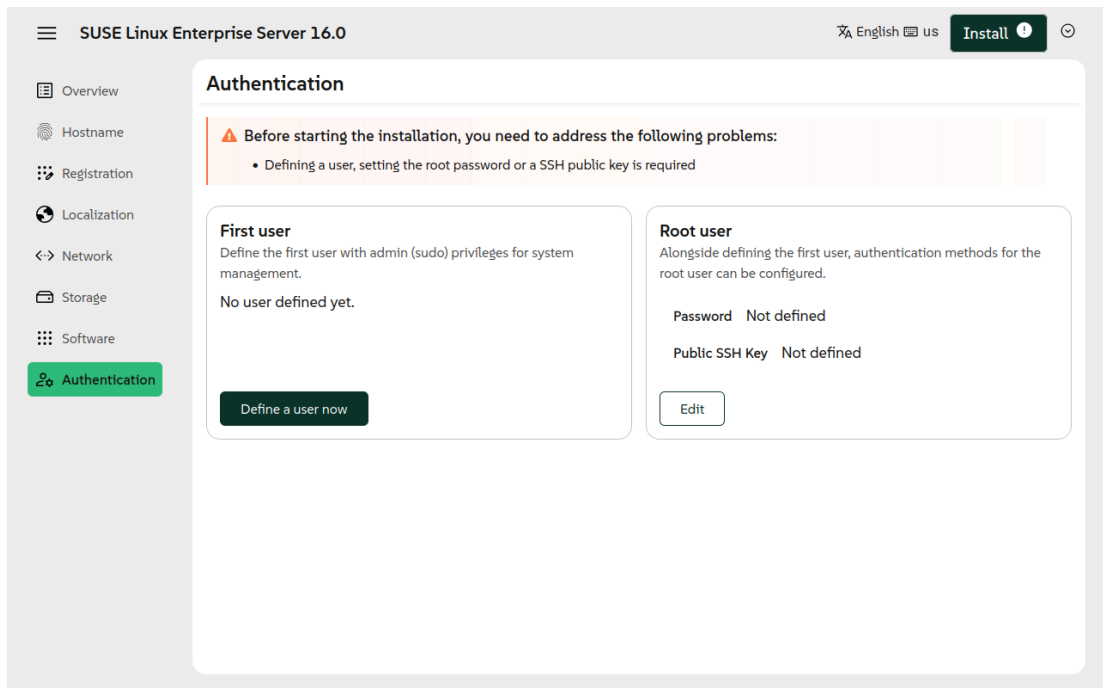 SUSE Linux Enterprise Server 16.0
English us
Install
Overview
Hostname
Registration
Localization
Network
Storage
Software
Authentication
Authentication
Before starting the installation, you need to address the following problems:
• Defining a user, setting the root password or a SSH public key is required
First user
Define the first user with admin (sudo) privileges for system
management.
No user defined yet.
Define a user now
Root user
Alongside defining the first user, authentication methods for the
root user can be configured.
Password Not defined
Public SSH Key Not defined
Edit